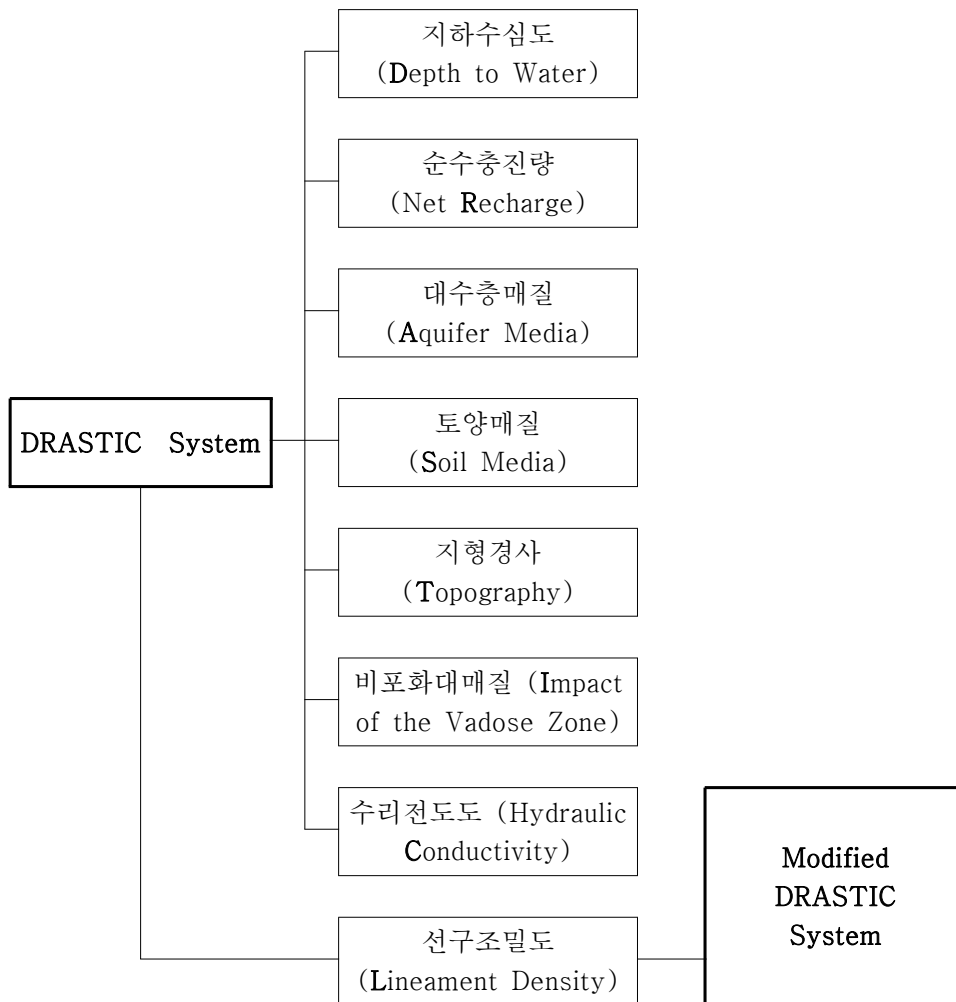 지하수심도
(Depth to Water)
순수충진량
(Net Recharge)
대수층매질
(Aquifer Media)
DRASTIC System
토양매질
(Soil Media)
지형경사
(Topography)
비포화대매질 (Impact
of the Vadose Zone)
수리전도도 (Hydraulic
Conductivity)
선구조밀도
(Lineament Density)
Modified
DRASTIC
System